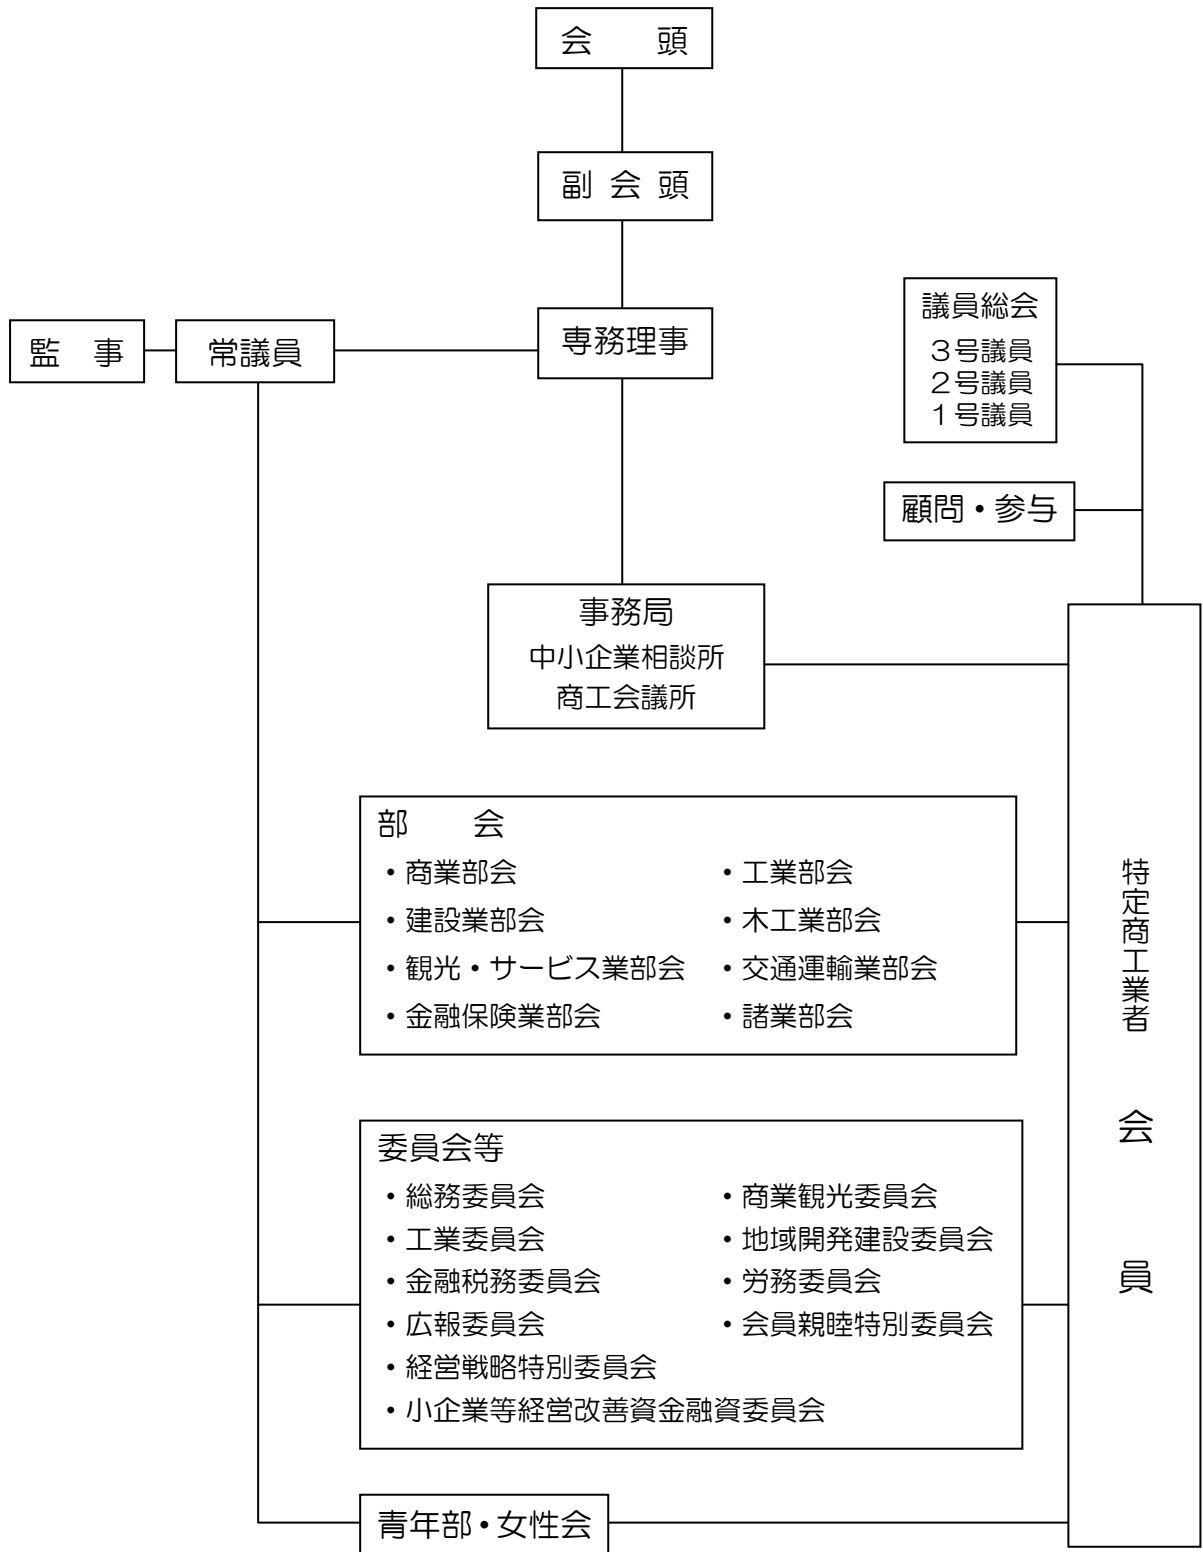 会　頭
副 会 頭
監　事
常議員
専務理事
議員総会
３号議員
２号議員
１号議員
顧問・参与
事務局
中小企業相談所
商工会議所
部　会
・商業部会
・工業部会
・建設業部会
・木工業部会
・観光・サービス業部会
・交通運輸業部会
・金融保険業部会
・諸業部会
委員会等
・総務委員会
・商業観光委員会
・工業委員会
・地域開発建設委員会
・金融税務委員会
・労務委員会
・広報委員会
・会員親睦特別委員会
・経営戦略特別委員会
・小企業等経営改善資金融資委員会
青年部・女性会
特定商工業者
会　員